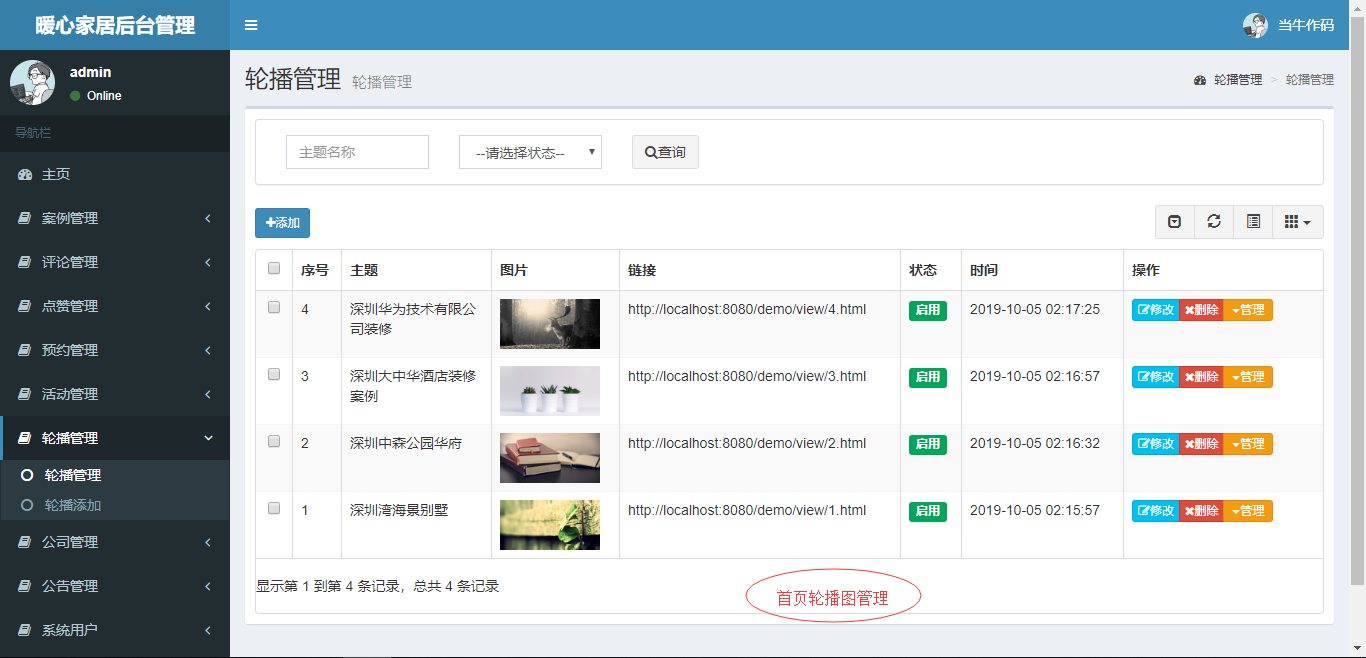 暖心家居后台管理
当牛作码
admin
Online
导航栏
主页
案例管理
评论管理
点赞管理
预约管理
活动管理
轮播管理
轮播管理
轮播添加
公司管理
公告管理
系统用户
轮播管理 轮播管理
轮播管理 > 轮播管理
主题名称 --请选择状态-- 查询
添加
序号 主题 图片 链接 状态 时间 操作
4 深圳华为技术有限公 http://localhost:8080/demo/view/4.html 启用 2019-10-05 02:17:25 修改 删除 管理
司装修
3 深圳大中华酒店装修 http://localhost:8080/demo/view/3.html 启用 2019-10-05 02:16:57 修改 删除 管理
案例
2 深圳中森公园华府 http://localhost:8080/demo/view/2.html 启用 2019-10-05 02:16:32 修改 删除 管理
1 深圳湾海景别墅 http://localhost:8080/demo/view/1.html 启用 2019-10-05 02:15:57 修改 删除 管理
显示第 1 到第 4 条记录，总共 4 条记录
首页轮播图管理